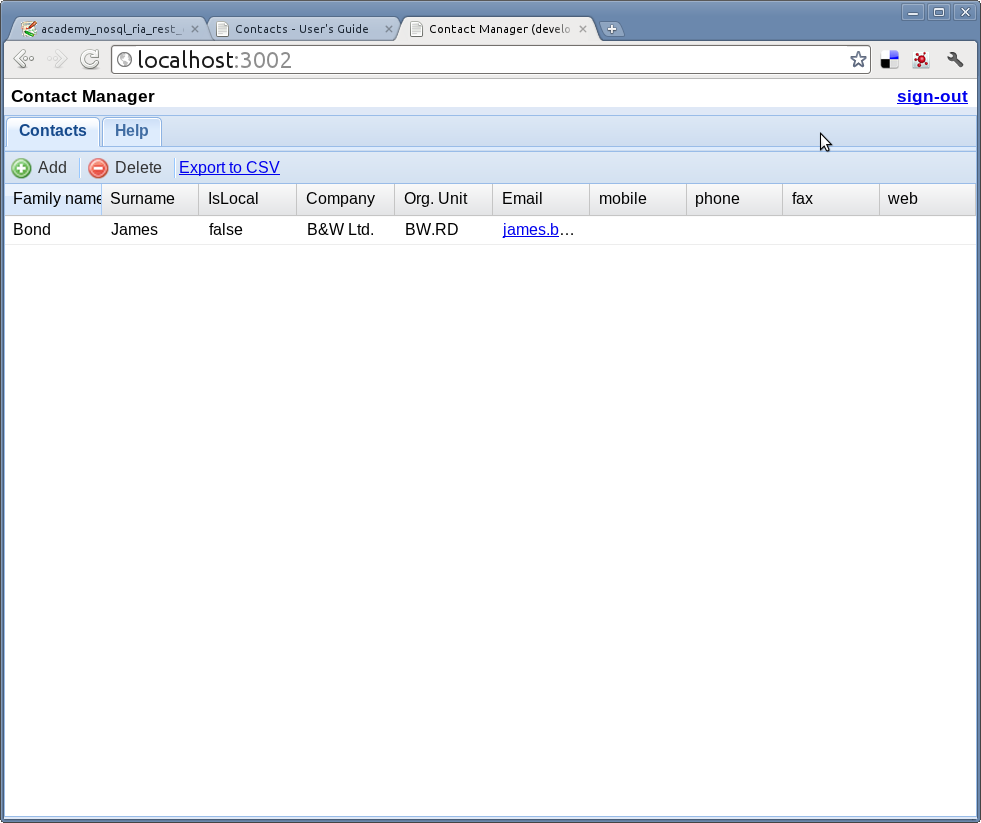 academy_nosql_ria_rest_ Contacts - User's Guide Contact Manager (develo
localhost:3002
Contact Manager sign-out
Contacts Help
Add Delete Export to CSV
Family name Surname IsLocal Company Org. Unit Email mobile phone fax web
Bond James false B&W Ltd. BW.RD james.b...